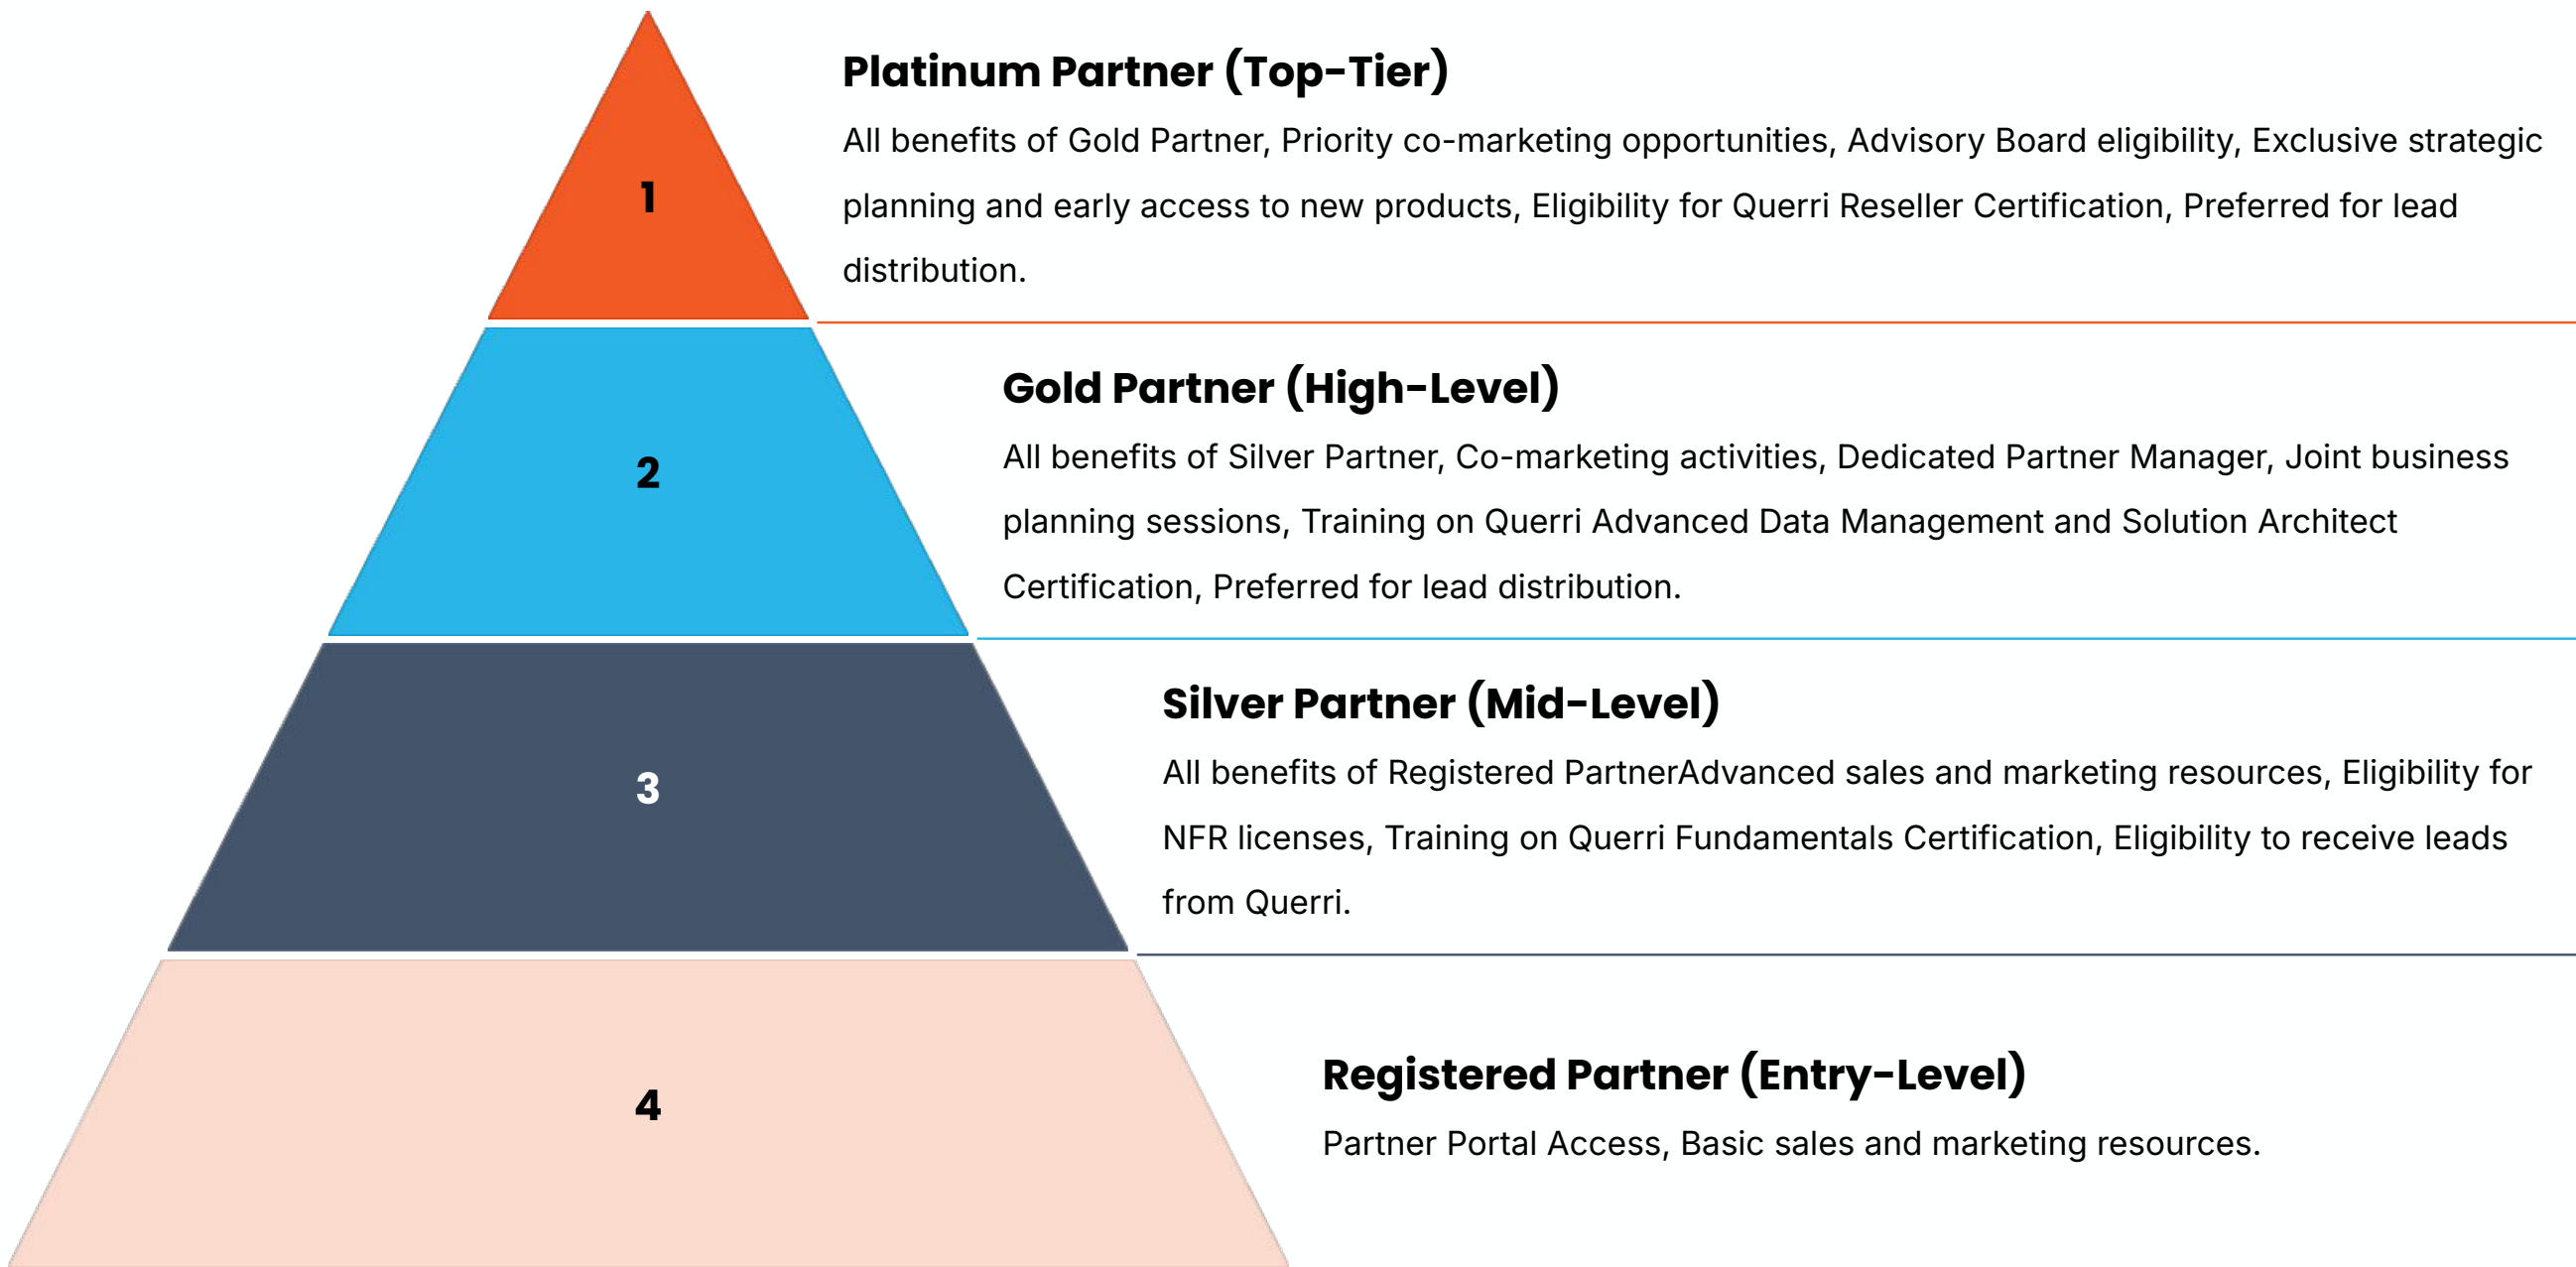 Platinum Partner (Top-Tier)
All benefits of Gold Partner, Priority co-marketing opportunities, Advisory Board eligibility, Exclusive strategic
planning and early access to new products, Eligibility for Querri Reseller Certification, Preferred for lead
distribution.
1
Gold Partner (High-Level)
All benefits of Silver Partner, Co-marketing activities, Dedicated Partner Manager, Joint business
planning sessions, Training on Querri Advanced Data Management and Solution Architect
Certification, Preferred for lead distribution.
2
Silver Partner (Mid-Level)
All benefits of Registered PartnerAdvanced sales and marketing resources, Eligibility for
NFR licenses, Training on Querri Fundamentals Certification, Eligibility to receive leads
from Querri.
3
Registered Partner (Entry-Level)
Partner Portal Access, Basic sales and marketing resources.
4